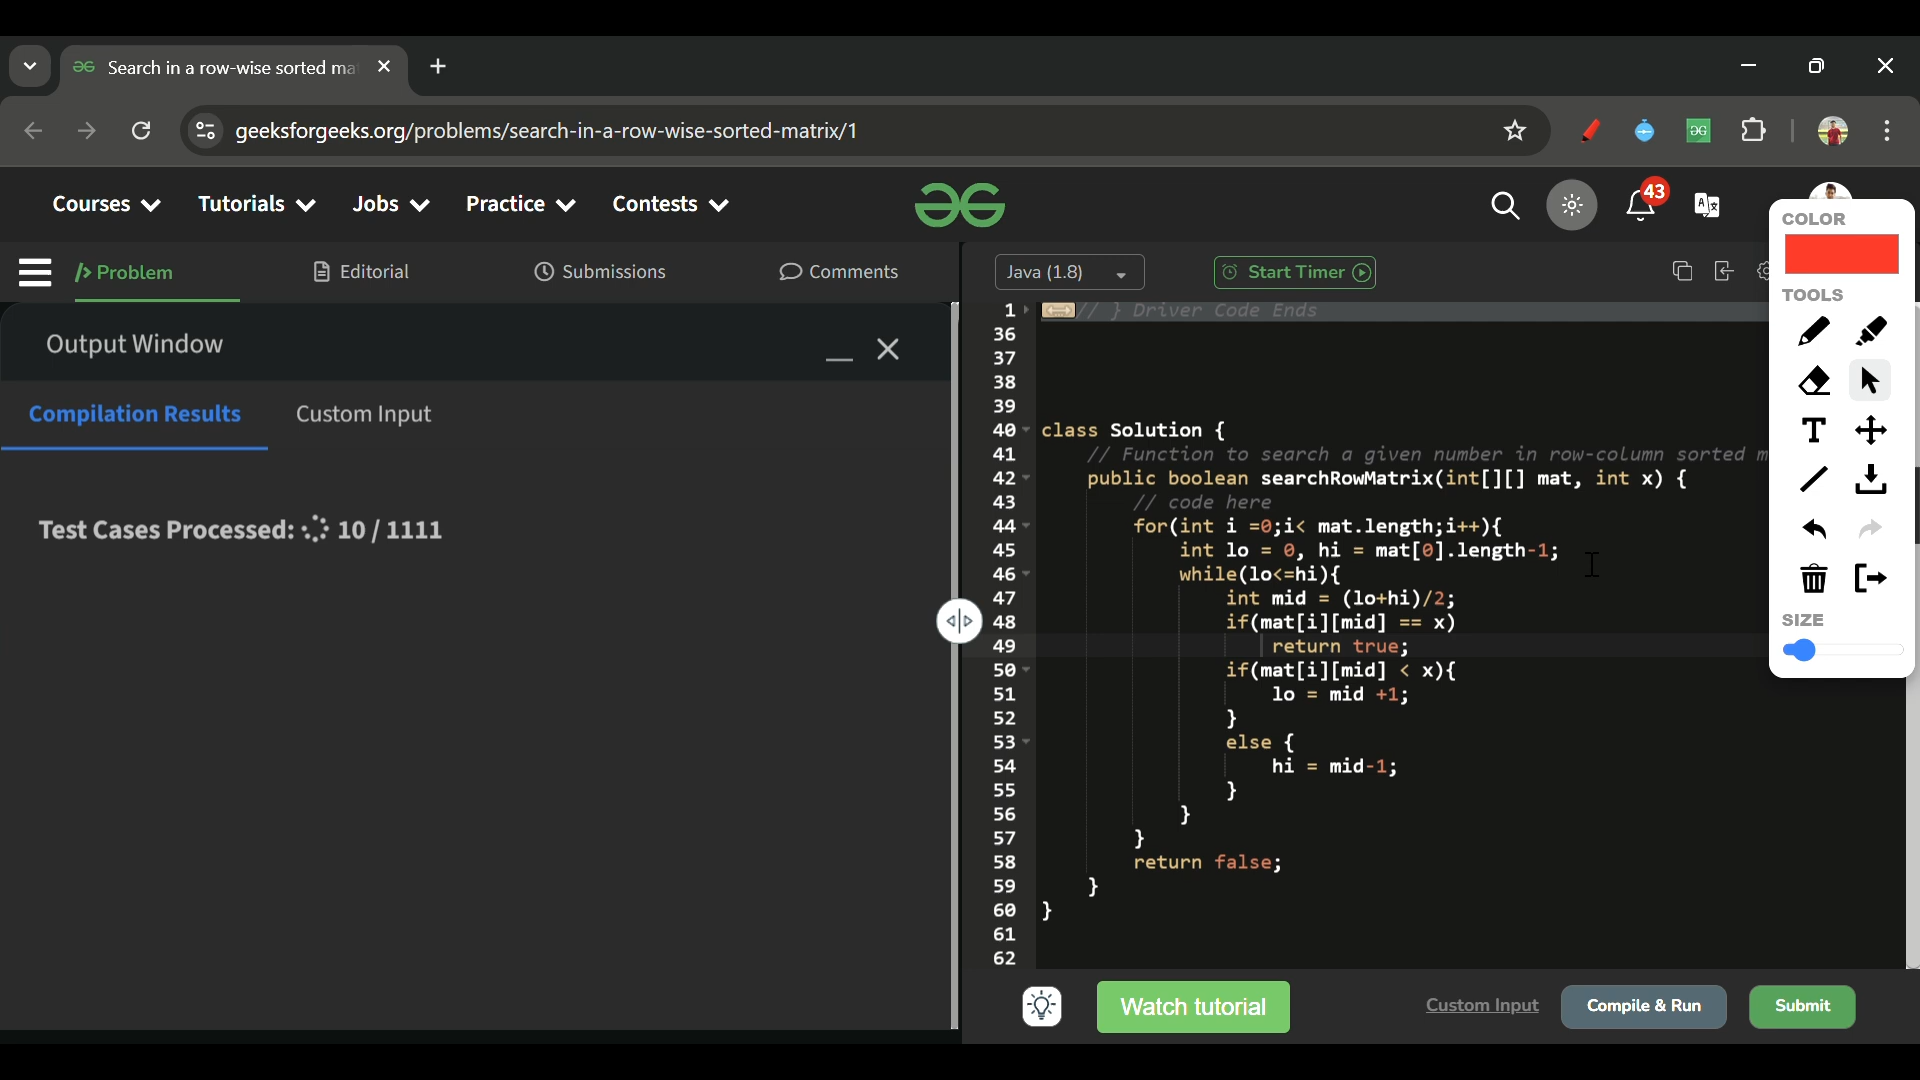 Search in a row-wise sorted ma
geeksforgeeks.org/problems/search-in-a-row-wise-sorted-matrix/1
Courses
Tutorials
Jobs
Practice
Contests
43
COLOR
TOOLS
T
SIZE
Problem
Editorial
Submissions
Comments
Java (1.8)
Start Timer
Output Window
Compilation Results
Custom Input
Test Cases Processed: 10 / 1111
1 // } Driver Code Ends
36
37
38
39
40 class Solution {
41 // Function to search a given number in row-column sorted m
42 public boolean searchRowMatrix(int[][] mat, int x) {
43 // code here
44 for(int i =0;i< mat.length;i++){
45 int lo = 0, hi = mat[0].length-1;
46 while(lo<=hi){
47 int mid = (lo+hi)/2;
48 if(mat[i][mid] == x)
49 return true;
50 if(mat[i][mid] < x){
51 lo = mid +1;
52 }
53 else {
54 hi = mid-1;
55 }
56 }
57 }
58 return false;
59 }
60 }
61
62
Watch tutorial
Custom Input
Compile & Run
Submit